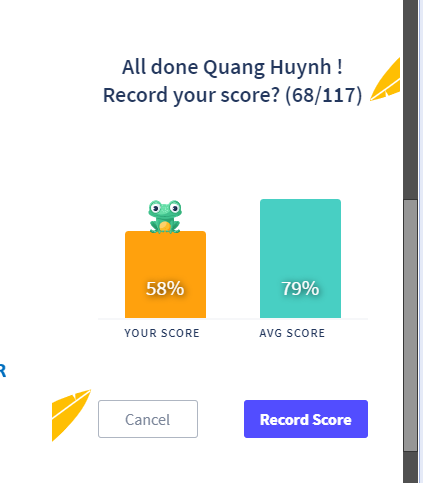 All done Quang Huynh !
Record your score? (68/117)
58%
79%
YOUR SCORE
AVG SCORE
R
Cancel
Record Score